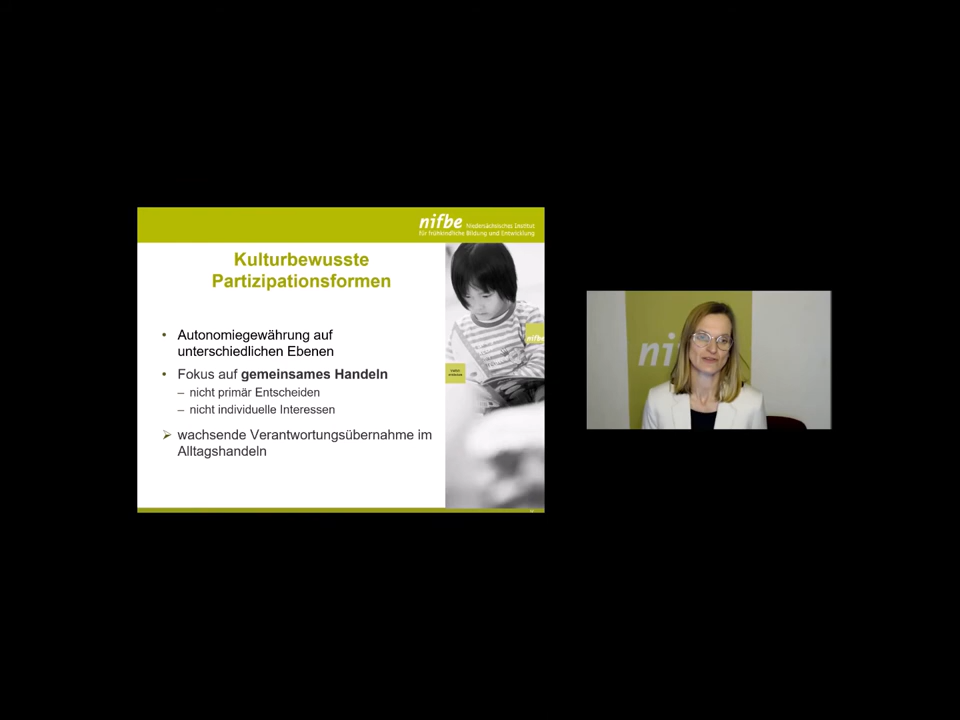 nifbe Niedersächsisches Institut
für frühkindliche Bildung und Entwicklung
Kulturbewusste
Partizipationsformen
• Autonomiegewährung auf
unterschiedlichen Ebenen
• Fokus auf gemeinsames Handeln
– nicht primär Entscheiden
– nicht individuelle Interessen
➢ wachsende Verantwortungsübernahme im
Alltagshandeln
nifbe
ni